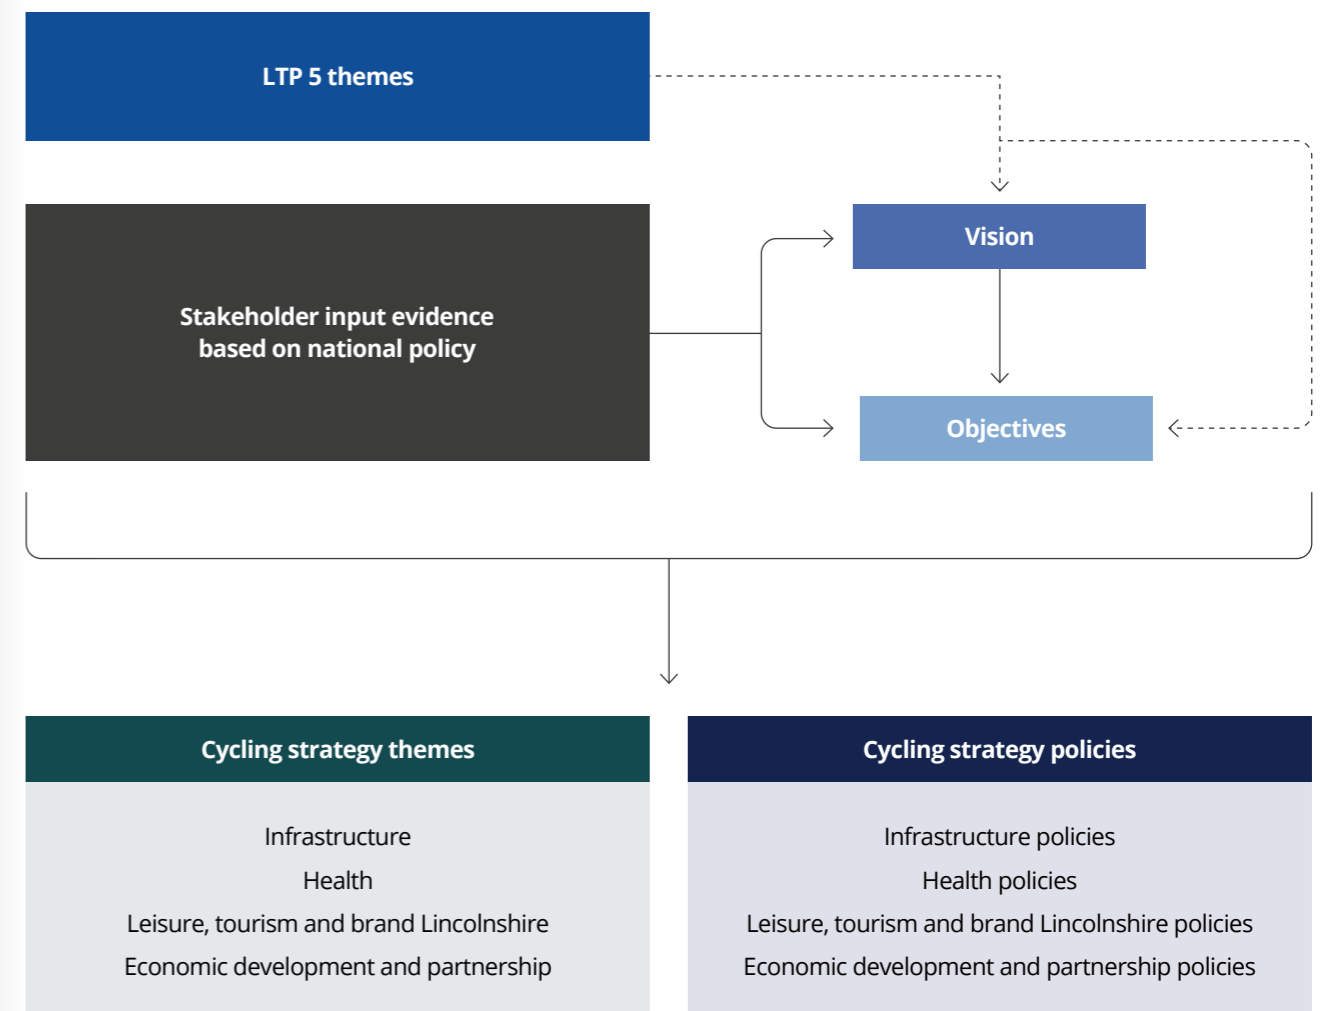 LTP 5 themes
Stakeholder input evidence
based on national policy
Vision
Objectives
Cycling strategy themes
Infrastructure
Health
Leisure, tourism and brand Lincolnshire
Economic development and partnership
Cycling strategy policies
Infrastructure policies
Health policies
Leisure, tourism and brand Lincolnshire policies
Economic development and partnership policies